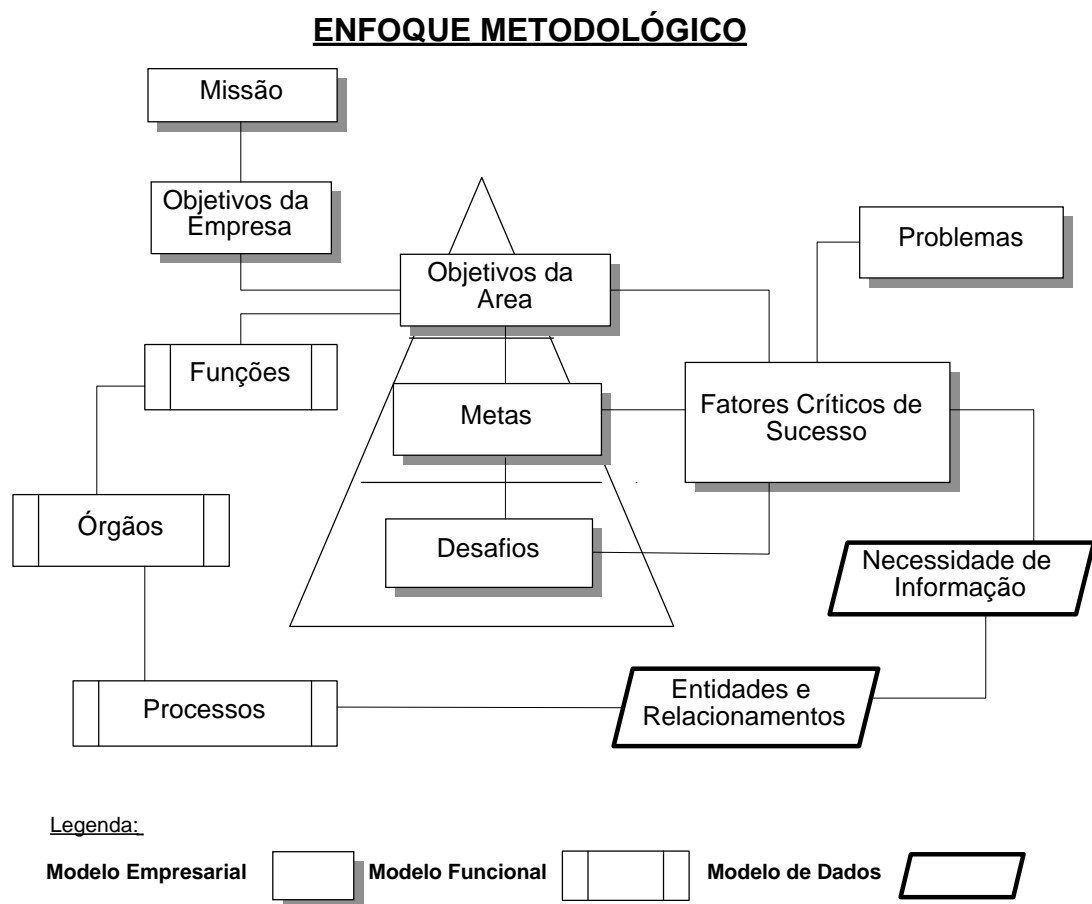 ENFOQUE METODOLÓGICO
Missão
Objetivos da
Empresa
Problemas
Objetivos da
Area
Funções
Metas
Fatores Críticos de
Sucesso
Órgãos
Desafios
Necessidade de
Informação
Processos
Entidades e
Relacionamentos
Legenda:
Modelo Empresarial
Modelo Funcional
Modelo de Dados